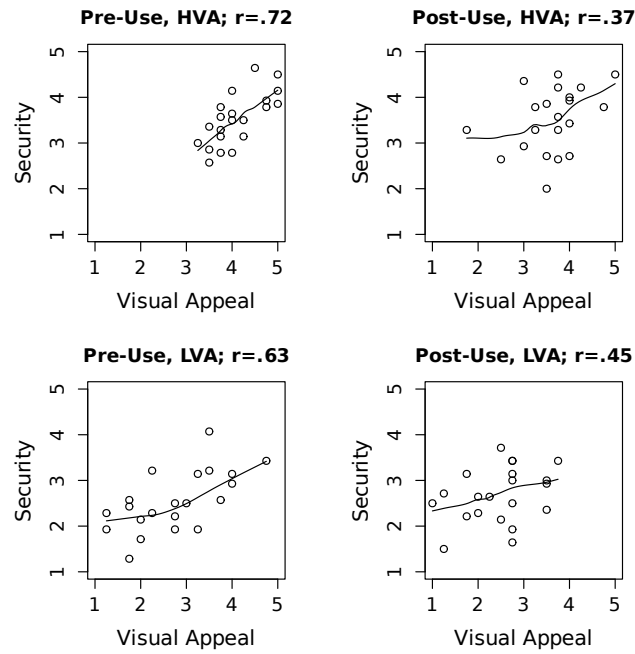 Pre-Use, HVA; r=.72
Post-Use, HVA; r=.37
Security
5
4
3
2
1
1 2 3 4 5
Visual Appeal
Security
5
4
3
2
1
1 2 3 4 5
Visual Appeal
Pre-Use, LVA; r=.63
Post-Use, LVA; r=.45
Security
5
4
3
2
1
1 2 3 4 5
Visual Appeal
Security
5
4
3
2
1
1 2 3 4 5
Visual Appeal